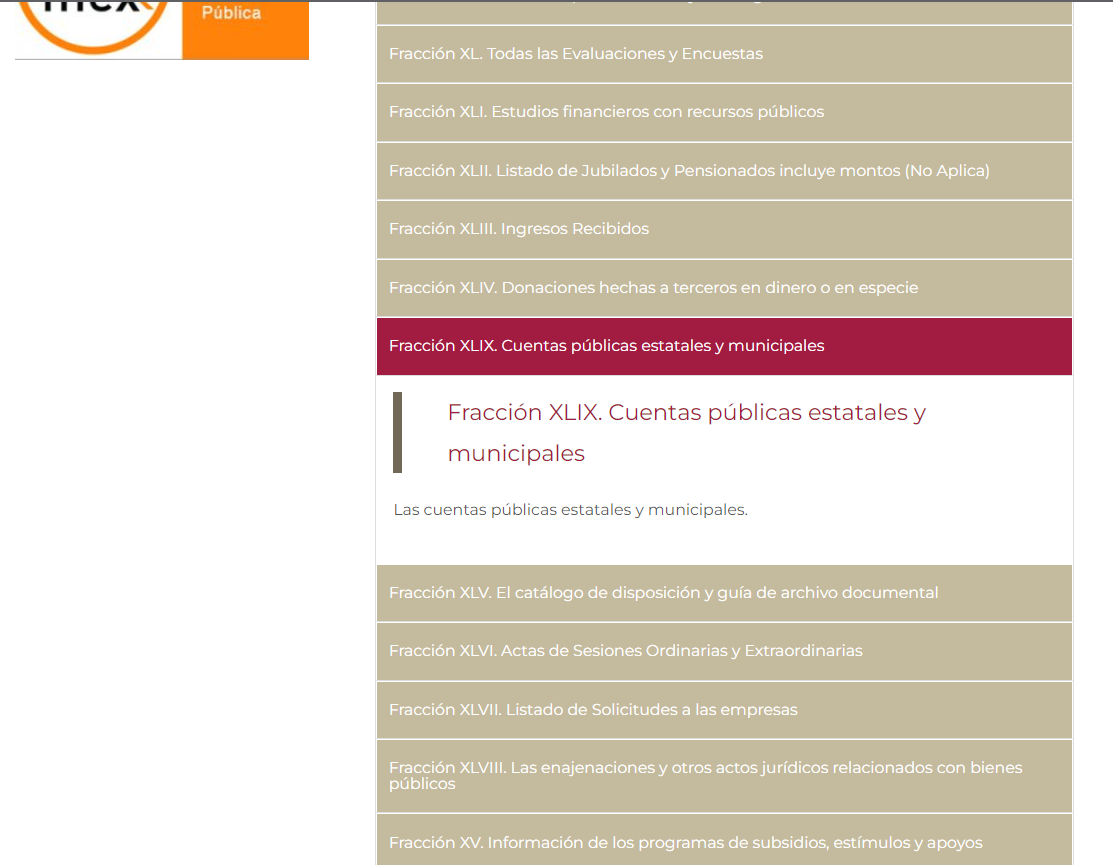 Pública
Fracción XL. Todas las Evaluaciones y Encuestas
Fracción XLI. Estudios financieros con recursos públicos
Fracción XLII. Listado de Jubilados y Pensionados incluye montos (No Aplica)
Fracción XLIII. Ingresos Recibidos
Fracción XLIV. Donaciones hechas a terceros en dinero o en especie
Fracción XLIX. Cuentas públicas estatales y municipales
Fracción XLIX. Cuentas públicas estatales y
municipales
Las cuentas públicas estatales y municipales.
Fracción XLV. El catálogo de disposición y guía de archivo documental
Fracción XLVI. Actas de Sesiones Ordinarias y Extraordinarias
Fracción XLVII. Listado de Solicitudes a las empresas
Fracción XLVIII. Las enajenaciones y otros actos jurídicos relacionados con bienes
públicos
Fracción XV. Información de los programas de subsidios, estímulos y apoyos